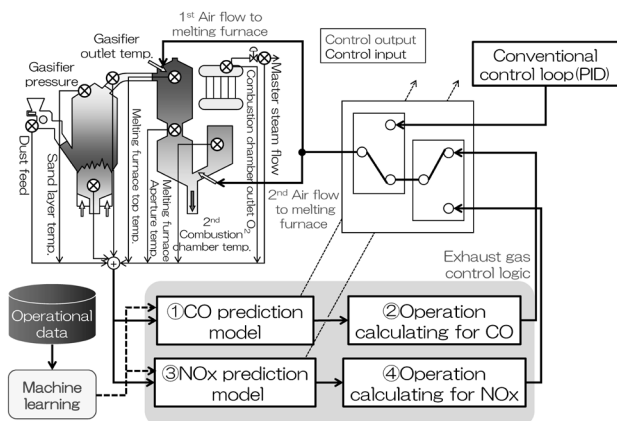 1st Air flow to
melting furnace
Gasifier
outlet temp.
Gasifier
pressure
Control output
Control input
Conventional
control loop(PID)
Master steam flow
Combustion chamber outlet O2
Dust feed
Sand layer temp.
Melting furnace top temp.
Melting furnace
Aperture temp.
2nd
Combustion
chamber temp.
2nd Air flow
to melting
furnace
Exhaust gas
control logic
Operational
data
Machine
learning
①CO prediction
model
②Operation
calculating for CO
③NOx prediction
model
④Operation
calculating for NOx